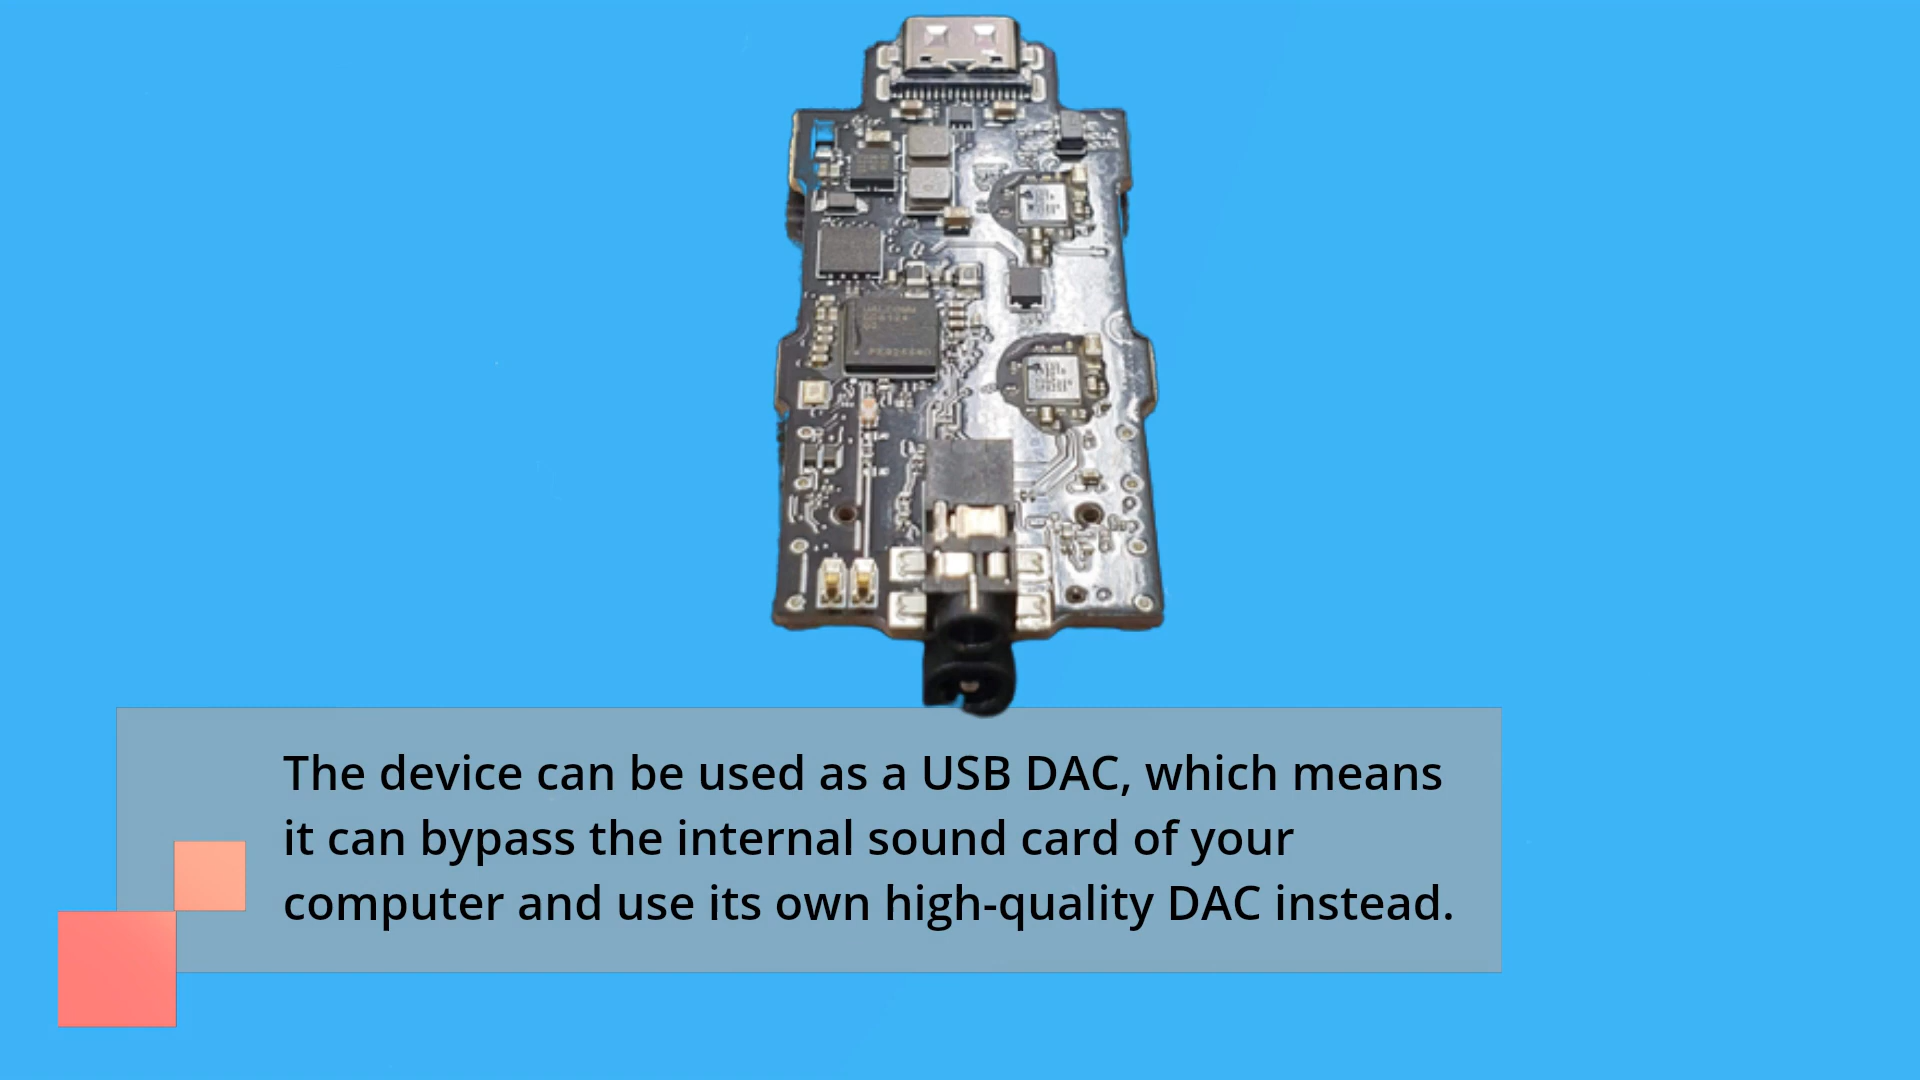 The device can be used as a USB DAC, which means
it can bypass the internal sound card of your
computer and use its own high-quality DAC instead.